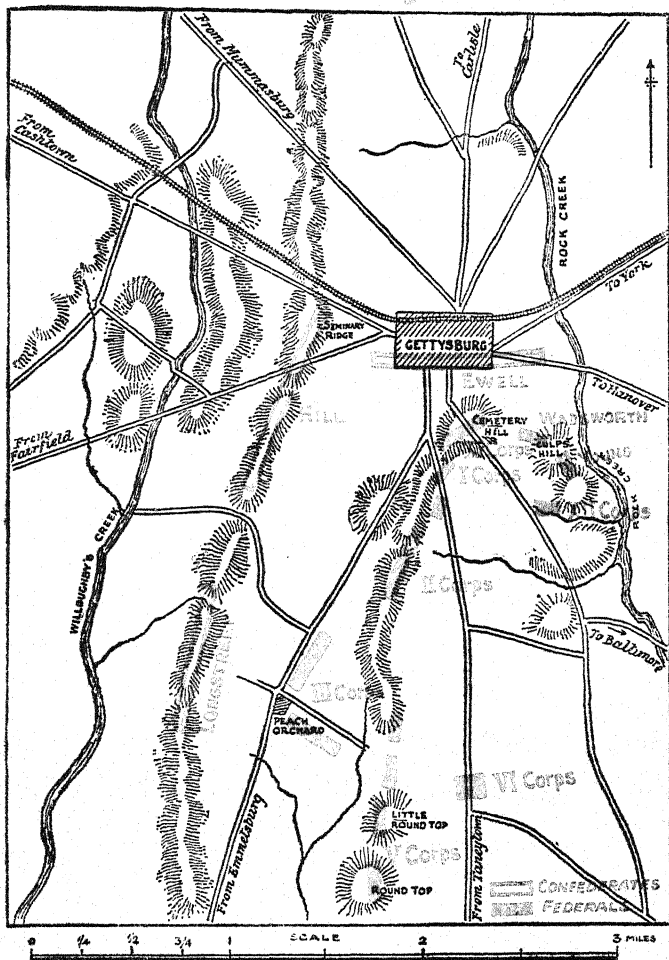 From Mummasburg
To
Carlisle
From
Cashtown
ROCK CREEK
To York
SEMINARY
RIDGE
GETTYSBURG
EWELL
To Hanover
HILL
From
Fairfield
CEMETERY
HILL
WADSWORTH
CULPS
HILL
Corps
I Corps
Corps
ROCK CREEK
WILLOUGHBY'S CREEK
II Corps
To Baltimore
LONGSTREET
III Corps
PEACH
ORCHARD
VI Corps
From Emmetsburg
LITTLE
ROUND TOP
V Corps
ROUND TOP
From Taneytown
CONFEDERATES
FEDERALS
SCALE
0 1/4 1/2 3/4 1 2 3 MILES